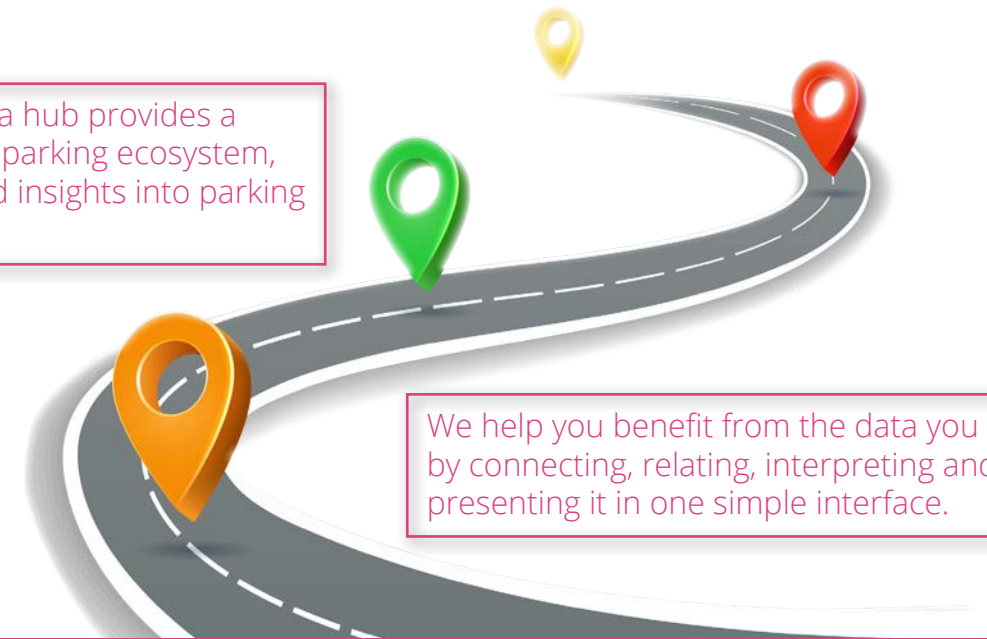 a hub provides a
parking ecosystem,
insights into parking
We help you benefit from the data you
by connecting, relating, interpreting and
presenting it in one simple interface.